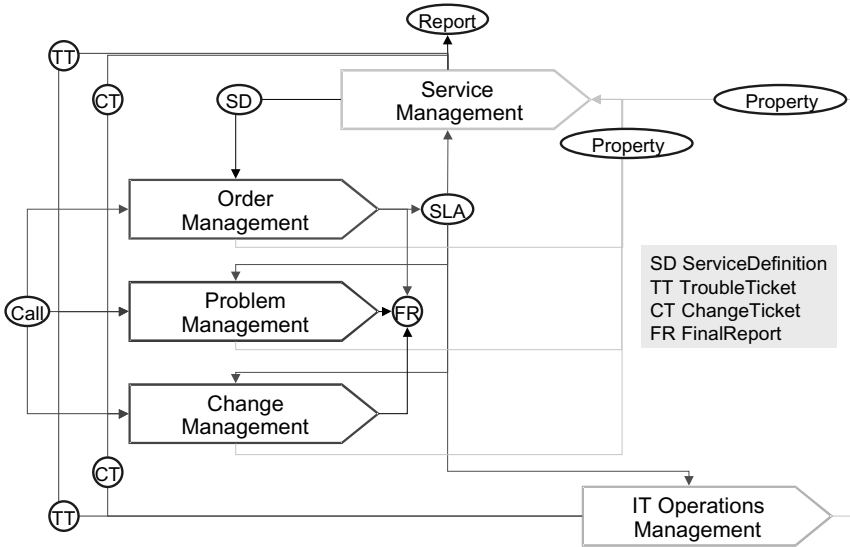 Report
TT
CT
SD
Service
Management
Property
Property
Order
Management
SLA
SD ServiceDefinition
TT TroubleTicket
CT ChangeTicket
FR FinalReport
Call
Problem
Management
FR
Change
Management
CT
TT
IT Operations
Management